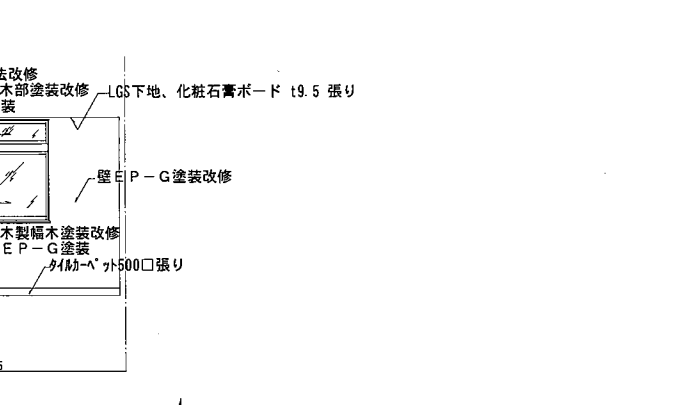 法改修
木部塗装改修
LGS下地、化粧石膏ボード t9.5 張り
装
壁ＥＰ－Ｇ塗装改修
木製幅木塗装改修
ＥＰ－Ｇ塗装
ﾀｲﾙｶｰﾍﾟｯﾄ500□張り